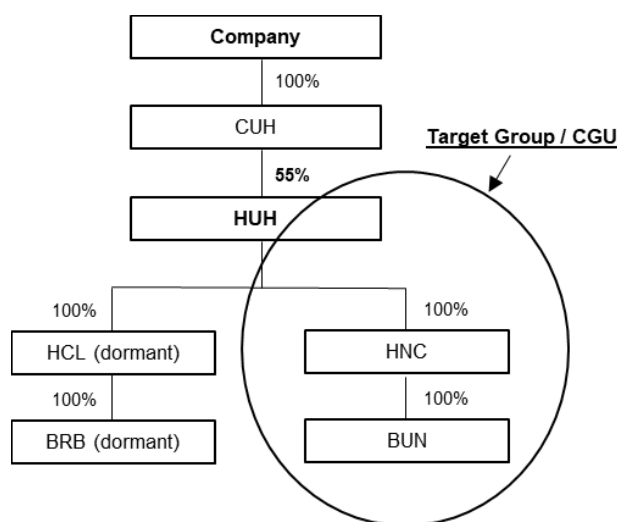 Company
100%
CUH
Target Group / CGU
55%
HUH
100%
100%
HCL (dormant)
HNC
100%
100%
BRB (dormant)
BUN